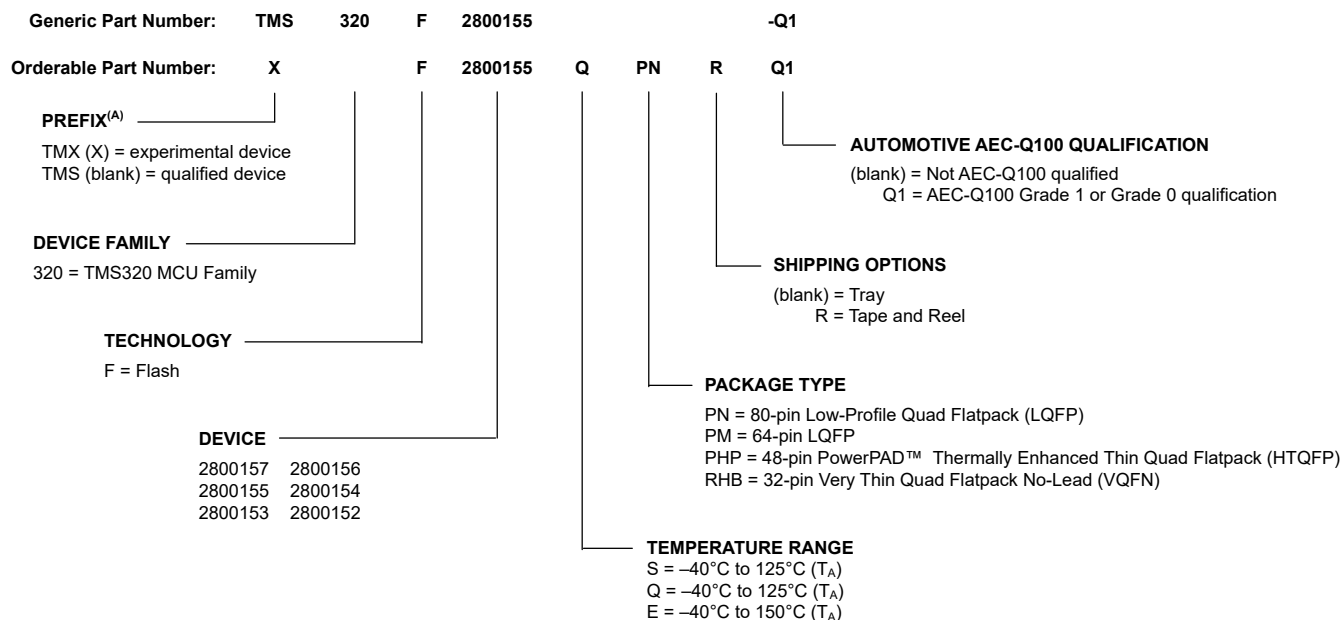 Generic Part Number: TMS 320 F 2800155 -Q1
Orderable Part Number: X F 2800155 Q PN R Q1
PREFIX(A)
TMX (X) = experimental device
TMS (blank) = qualified device
AUTOMOTIVE AEC-Q100 QUALIFICATION
(blank) = Not AEC-Q100 qualified
Q1 = AEC-Q100 Grade 1 or Grade 0 qualification
DEVICE FAMILY
320 = TMS320 MCU Family
SHIPPING OPTIONS
(blank) = Tray
R = Tape and Reel
TECHNOLOGY
F = Flash
PACKAGE TYPE
PN = 80-pin Low-Profile Quad Flatpack (LQFP)
PM = 64-pin LQFP
PHP = 48-pin PowerPAD™ Thermally Enhanced Thin Quad Flatpack (HTQFP)
RHB = 32-pin Very Thin Quad Flatpack No-Lead (VQFN)
DEVICE
2800157 2800156
2800155 2800154
2800153 2800152
TEMPERATURE RANGE
S = –40°C to 125°C (TA)
Q = –40°C to 125°C (TA)
E = –40°C to 150°C (TA)